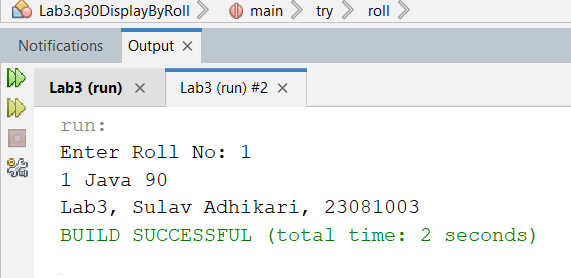 Lab3.q30DisplayByRoll main try roll
Notifications Output ×
Lab3 (run) × Lab3 (run) #2 ×
run:
Enter Roll No: 1
1 Java 90
Lab3, Sulav Adhikari, 23081003
BUILD SUCCESSFUL (total time: 2 seconds)